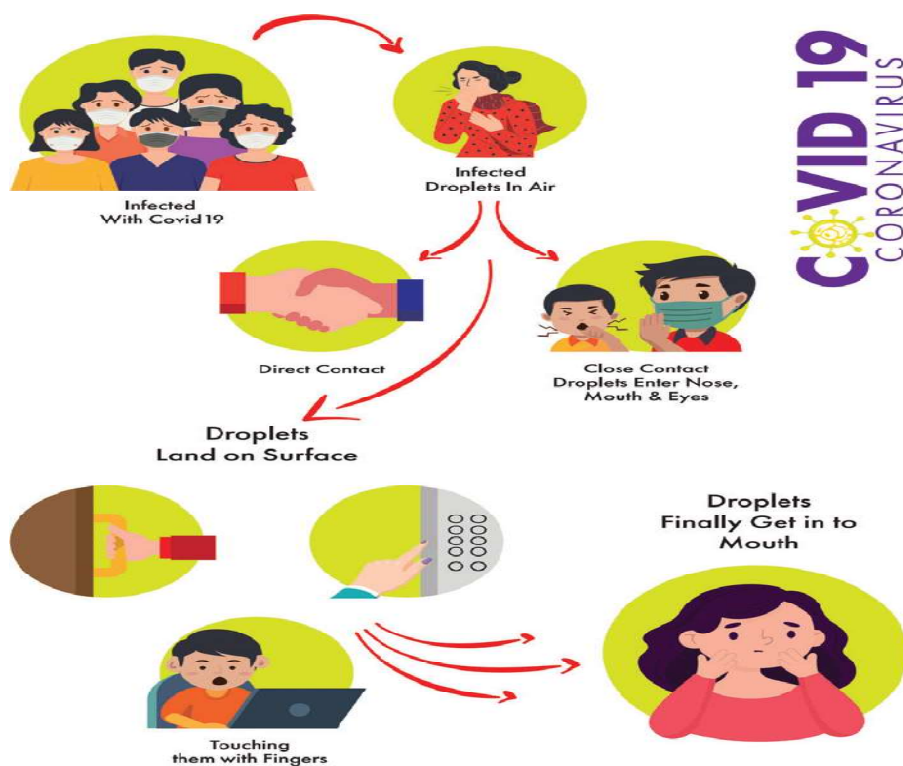 COVID 19
CORONAVIRUS
Infected
With Covid 19
Infected
Droplets In Air
Direct Contact
Close Contact
Droplets Enter Nose,
Mouth & Eyes
Droplets
Land on Surface
Droplets
Finally Get in to
Mouth
Touching
them with Fingers